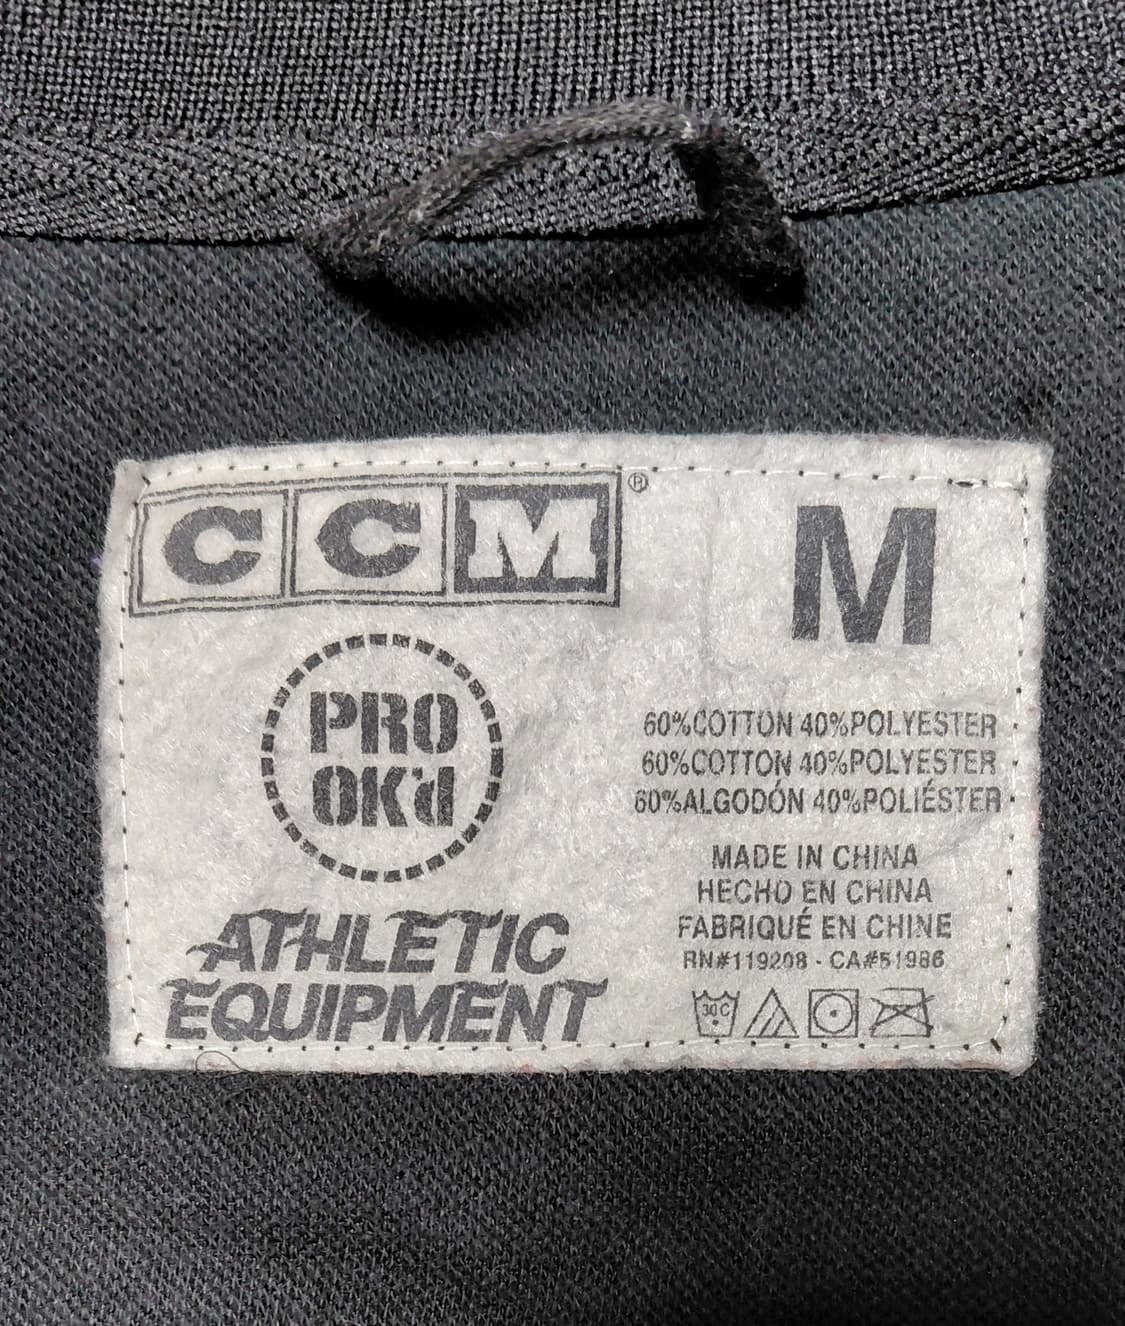 CCM®
M
PRO
OK'd
ATHLETIC
EQUIPMENT
60%COTTON 40%POLYESTER
60%COTTON 40%POLYESTER
60%ALGODÓN 40%POLIÉSTER
MADE IN CHINA
HECHO EN CHINA
FABRIQUÉ EN CHINE
RN#119208 - CA#51986
30C